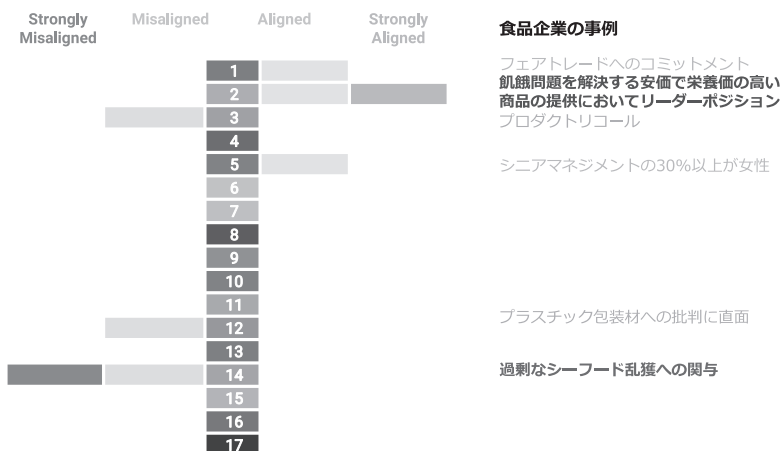 Strongly Misaligned
Misaligned
Aligned
Strongly Aligned
食品企業の事例
1
フェアトレードへのコミットメント
2
飢餓問題を解決する安価で栄養価の高い
商品の提供においてリーダーポジション
3
プロダクトリコール
4
5
シニアマネジメントの30%以上が女性
6
7
8
9
10
11
12
プラスチック包装材への批判に直面
13
14
過剰なシーフード乱獲への関与
15
16
17